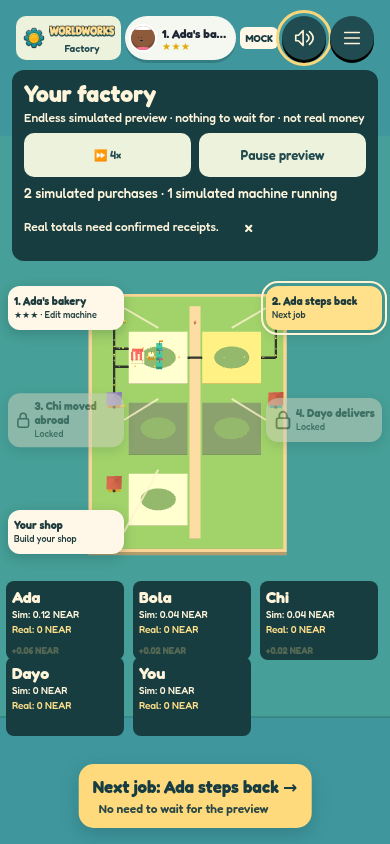 WORLDWORKS
Factory
1. Ada's ba...
★★★
MOCK
Your factory
Endless simulated preview · nothing to wait for · not real money
⏩ 4x
Pause preview
2 simulated purchases · 1 simulated machine running
Real totals need confirmed receipts.
×
1. Ada's bakery
★★★ · Edit machine
2. Ada steps back
Next job
3. Chi moved
abroad
Locked
4. Dayo delivers
Locked
Your shop
Build your shop
Ada
Sim: 0.12 NEAR
Real: 0 NEAR
+0.06 NEAR
Bola
Sim: 0.04 NEAR
Real: 0 NEAR
+0.02 NEAR
Chi
Sim: 0.04 NEAR
Real: 0 NEAR
+0.02 NEAR
Dayo
Sim: 0 NEAR
Real: 0 NEAR
You
Sim: 0 NEAR
Real: 0 NEAR
Next job: Ada steps back →
No need to wait for the preview